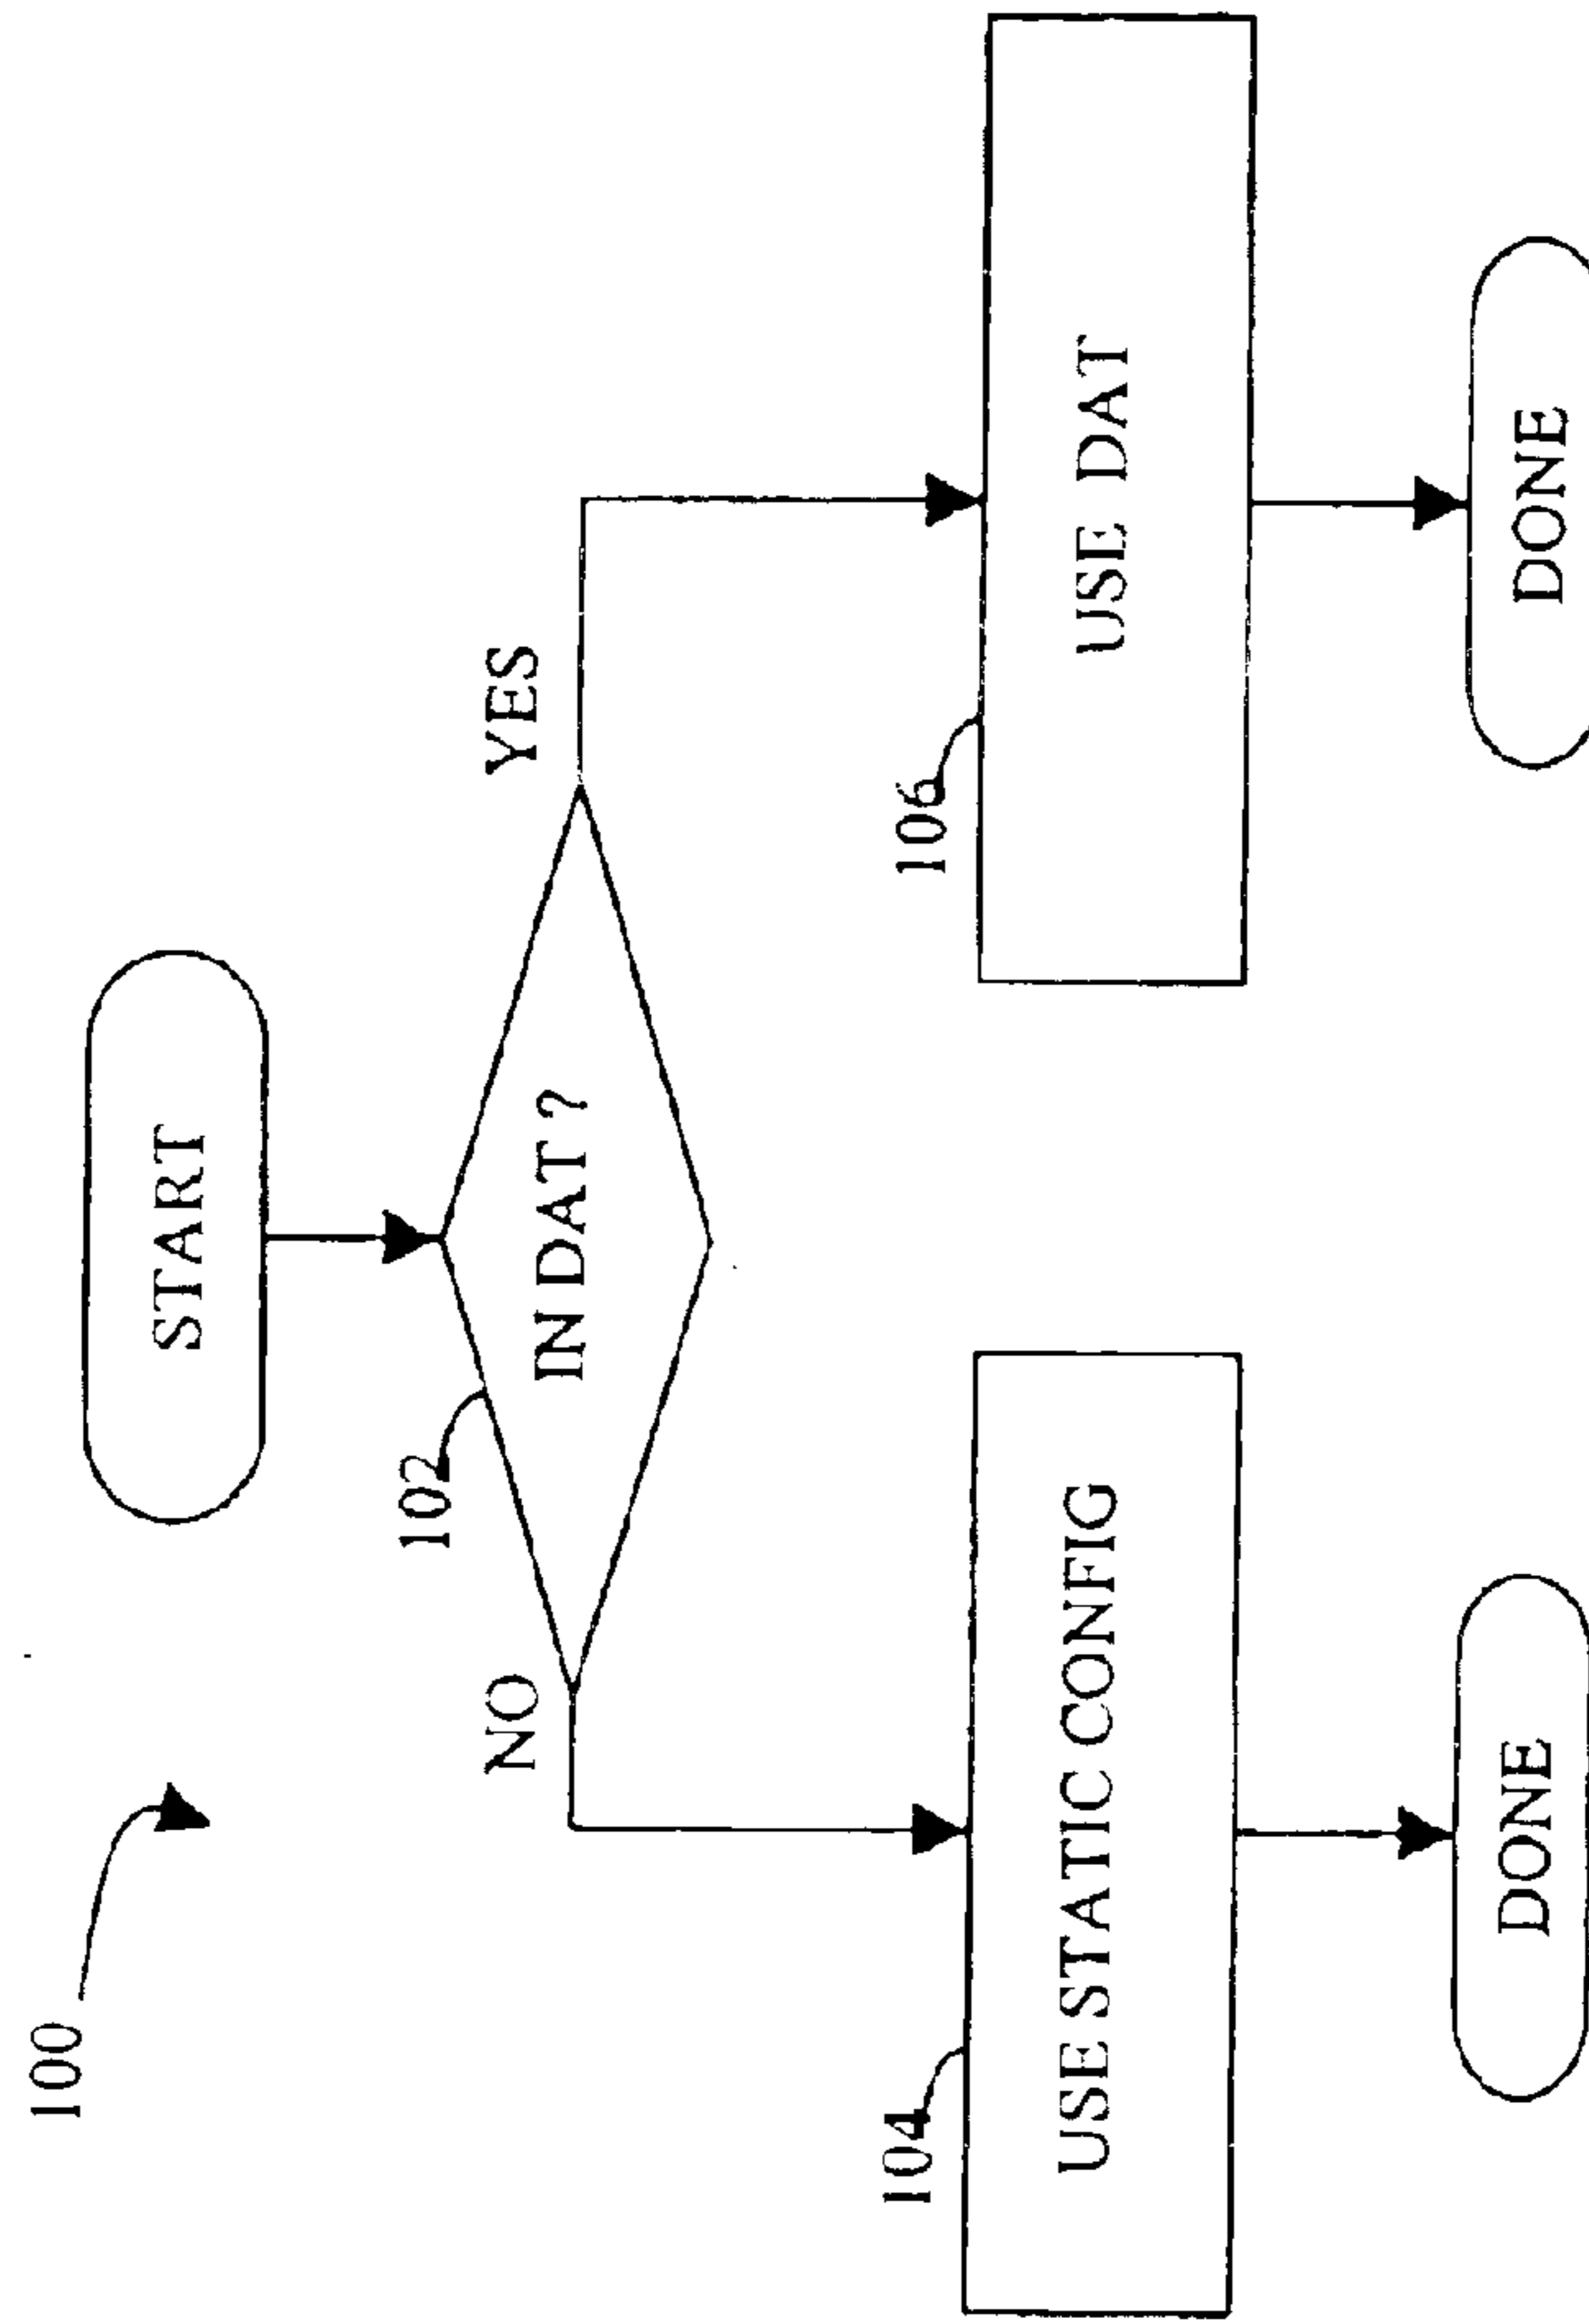 100
START
102
IN DAT ?
NO
YES
104
USE STATIC CONFIG
106
USE DAT
DONE
DONE